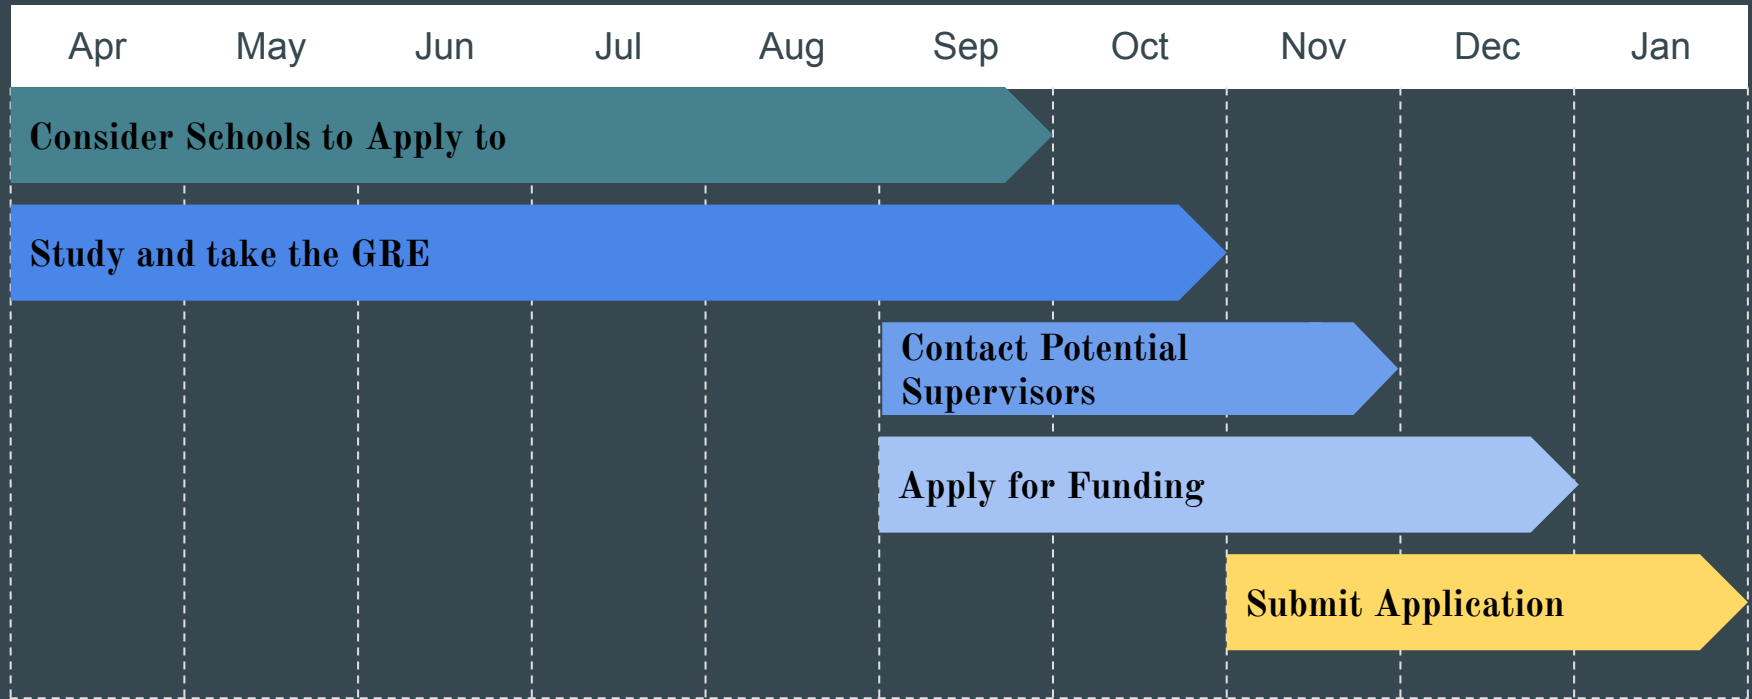 Apr May Jun Jul Aug Sep Oct Nov Dec Jan
Consider Schools to Apply to
Study and take the GRE
Contact Potential
Supervisors
Apply for Funding
Submit Application